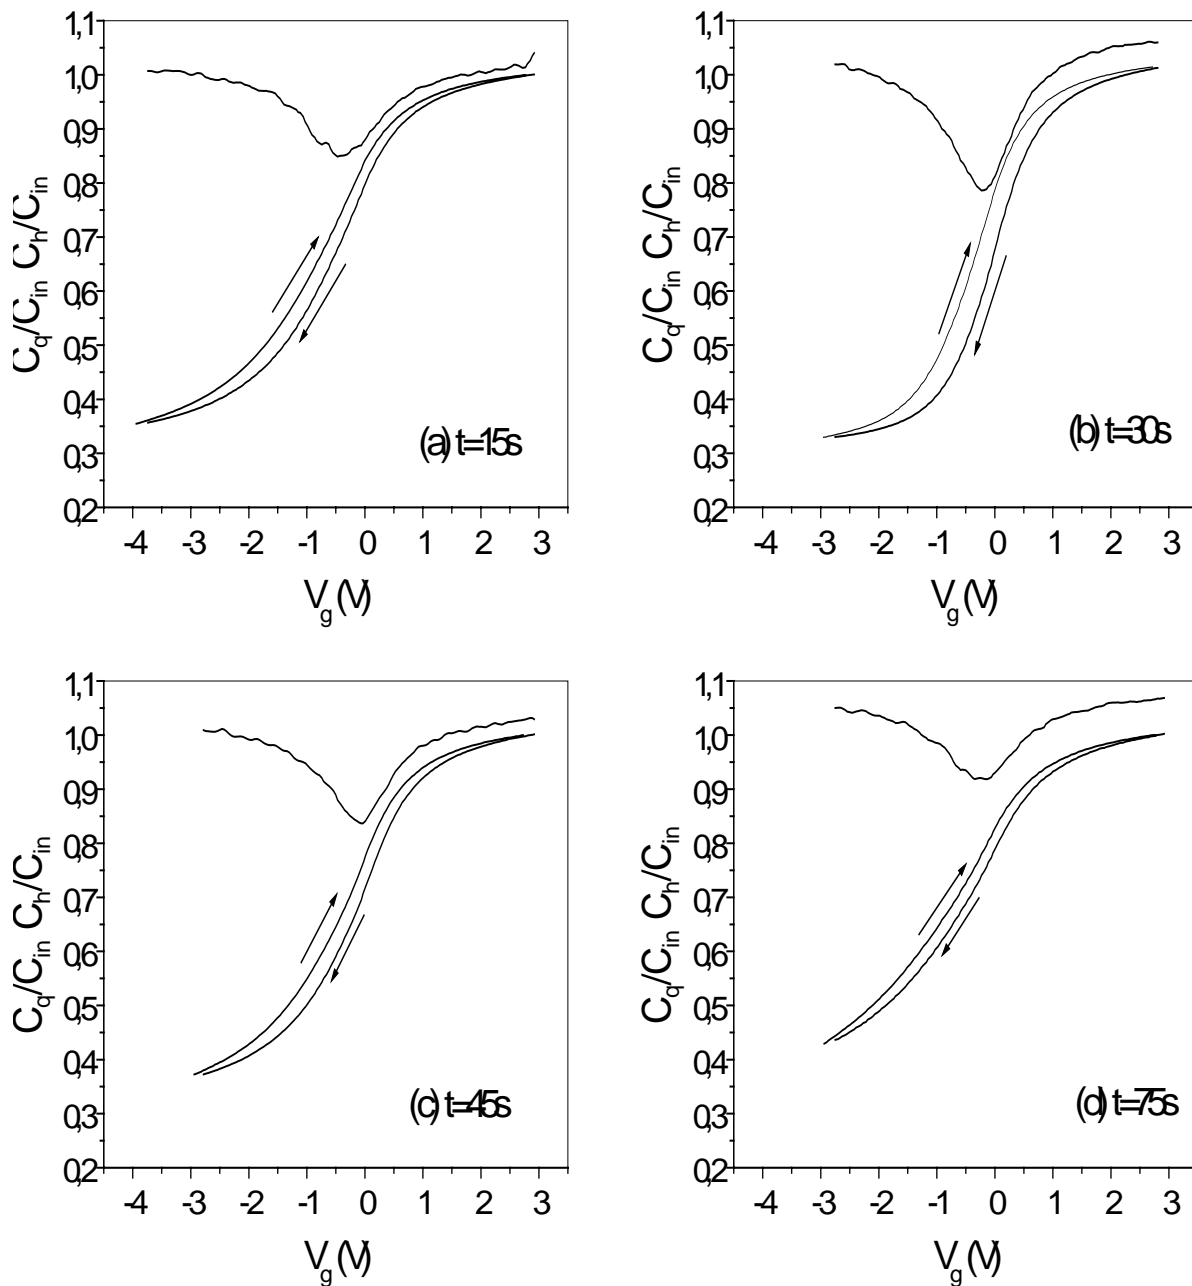 1,1
1,0
0,9
0,8
0,7
0,6
0,5
0,4
0,3
0,2
C_q/C_in C_h/C_in
(a) t=15s
-4 -3 -2 -1 0 1 2 3
V_g (V)
1,1
1,0
0,9
0,8
0,7
0,6
0,5
0,4
0,3
0,2
C_q/C_in C_h/C_in
(b) t=30s
-4 -3 -2 -1 0 1 2 3
V_g (V)
1,1
1,0
0,9
0,8
0,7
0,6
0,5
0,4
0,3
0,2
C_q/C_in C_h/C_in
(c) t=45s
-4 -3 -2 -1 0 1 2 3
V_g (V)
1,1
1,0
0,9
0,8
0,7
0,6
0,5
0,4
0,3
0,2
C_q/C_in C_h/C_in
(d) t=75s
-4 -3 -2 -1 0 1 2 3
V_g (V)